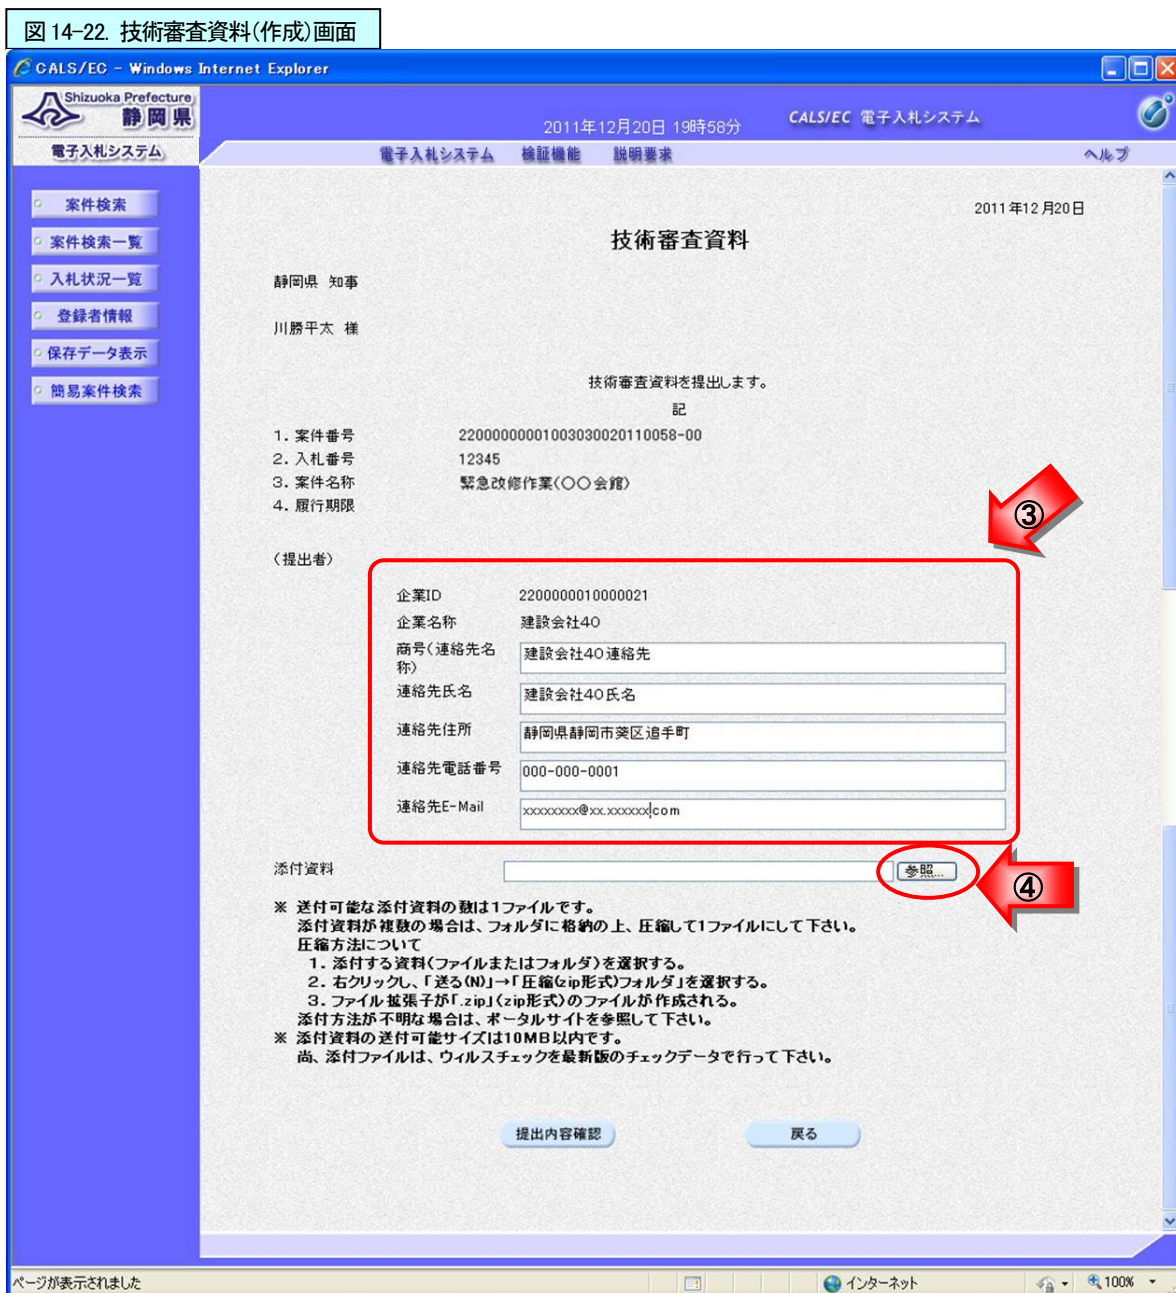 図 14-22. 技術審査資料(作成)画面
CALS/EC - Windows Internet Explorer
Shizuoka Prefecture
静岡県
電子入札システム
2011年12月20日 19時58分
CALS/EC 電子入札システム
電子入札システム 検証機能 説明要求 ヘルプ
案件検索
案件検索一覧
入札状況一覧
登録者情報
保存データ表示
簡易案件検索
2011年12月20日
技術審査資料
静岡県 知事
川勝平太 様
技術審査資料を提出します。
記
1. 案件番号 2200000000100303002011005​8-00
2. 入札番号 12345
3. 案件名称 緊急改修作業(○○会館)
4. 履行期限
③
(提出者)
企業ID 2200000010000021
企業名称 建設会社40
商号(連絡先名称) 建設会社40連絡先
連絡先氏名 建設会社40氏名
連絡先住所 静岡県静岡市葵区追手町
連絡先電話番号 000-000-0001
連絡先E-Mail xxxxxxxx@xx.xxxxxx.com
添付資料 参照...
④
※ 送付可能な添付資料の数は1ファイルです。
添付資料が複数の場合は、フォルダに格納の上、圧縮して1ファイルにして下さい。
圧縮方法について
1. 添付する資料(ファイルまたはフォルダ)を選択する。
2. 右クリックし、「送る(N)」→「圧縮(zip形式)フォルダ」を選択する。
3. ファイル拡張子が「.zip」(zip形式)のファイルが作成される。
添付方法が不明な場合は、ポータルサイトを参照して下さい。
※ 添付資料の送付可能サイズは10MB以内です。
尚、添付ファイルは、ウィルスチェックを最新版のチェックデータで行って下さい。
提出内容確認 戻る
ページが表示されました インターネット 100%